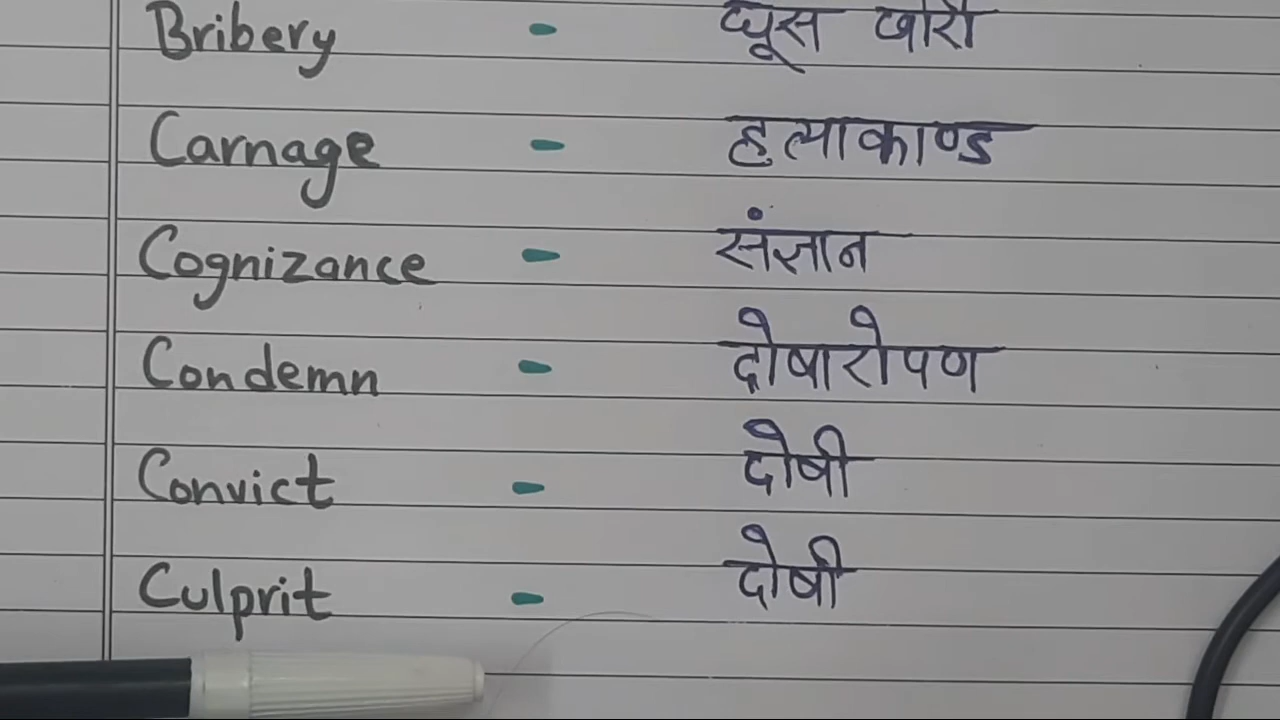 Bribery - घूस खोरी
Carnage - हत्याकाण्ड
Cognizance - संज्ञान
Condemn - दोषारोपण
Convict - दोषी
Culprit - दोषी